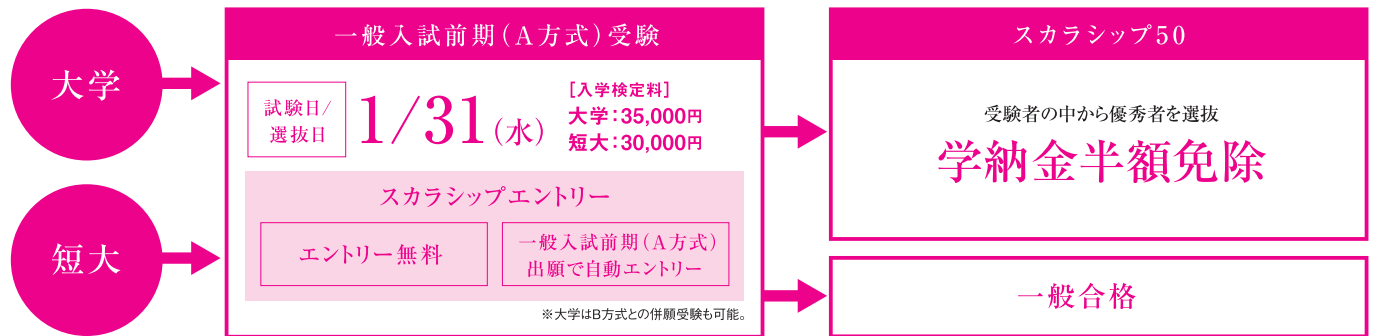 大学
短大
一般入試前期(A方式)受験
試験日/
選抜日
1/31(水)
[入学検定料]
大学:35,000円
短大:30,000円
スカラシップエントリー
エントリー無料
一般入試前期(A方式)
出願で自動エントリー
※大学はB方式との併願受験も可能。
スカラシップ50
受験者の中から優秀者を選抜
学納金半額免除
一般合格